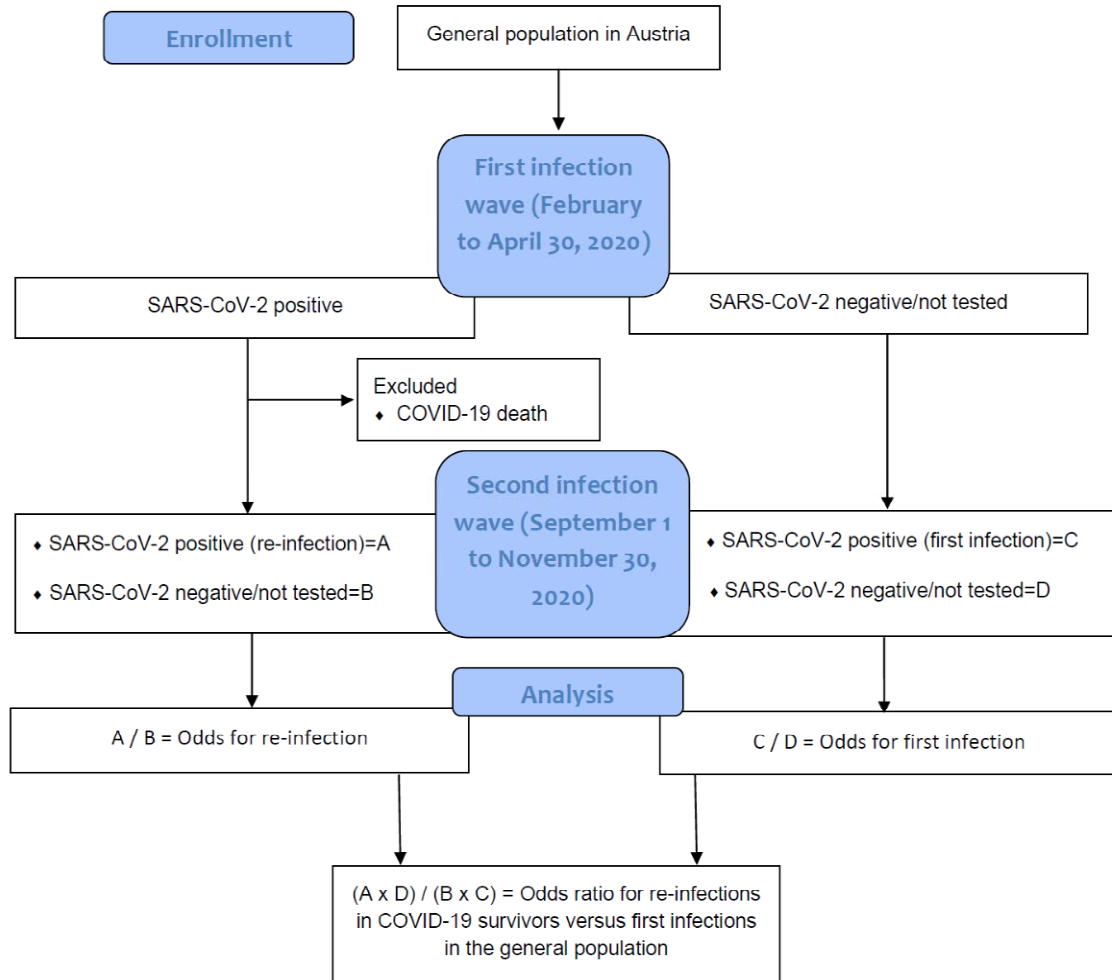 Enrollment
General population in Austria
First infection
wave (February
to April 30, 2020)
SARS-CoV-2 positive
SARS-CoV-2 negative/not tested
Excluded
♦ COVID-19 death
Second infection
wave (September 1
to November 30,
2020)
♦ SARS-CoV-2 positive (re-infection)=A
♦ SARS-CoV-2 negative/not tested=B
♦ SARS-CoV-2 positive (first infection)=C
♦ SARS-CoV-2 negative/not tested=D
Analysis
A / B = Odds for re-infection
C / D = Odds for first infection
(A x D) / (B x C) = Odds ratio for re-infections
in COVID-19 survivors versus first infections
in the general population